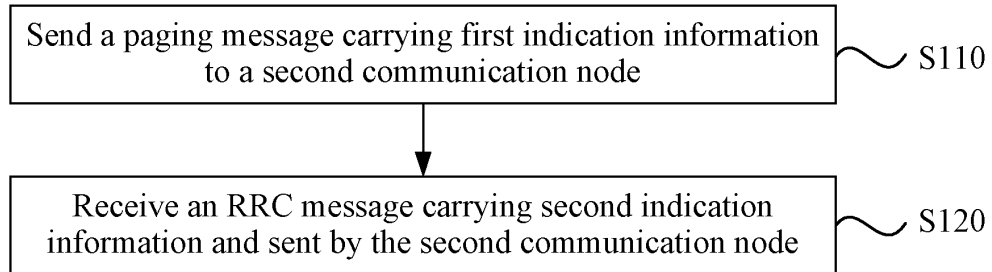 Send a paging message carrying first indication information
to a second communication node
S110
Receive an RRC message carrying second indication
information and sent by the second communication node
S120